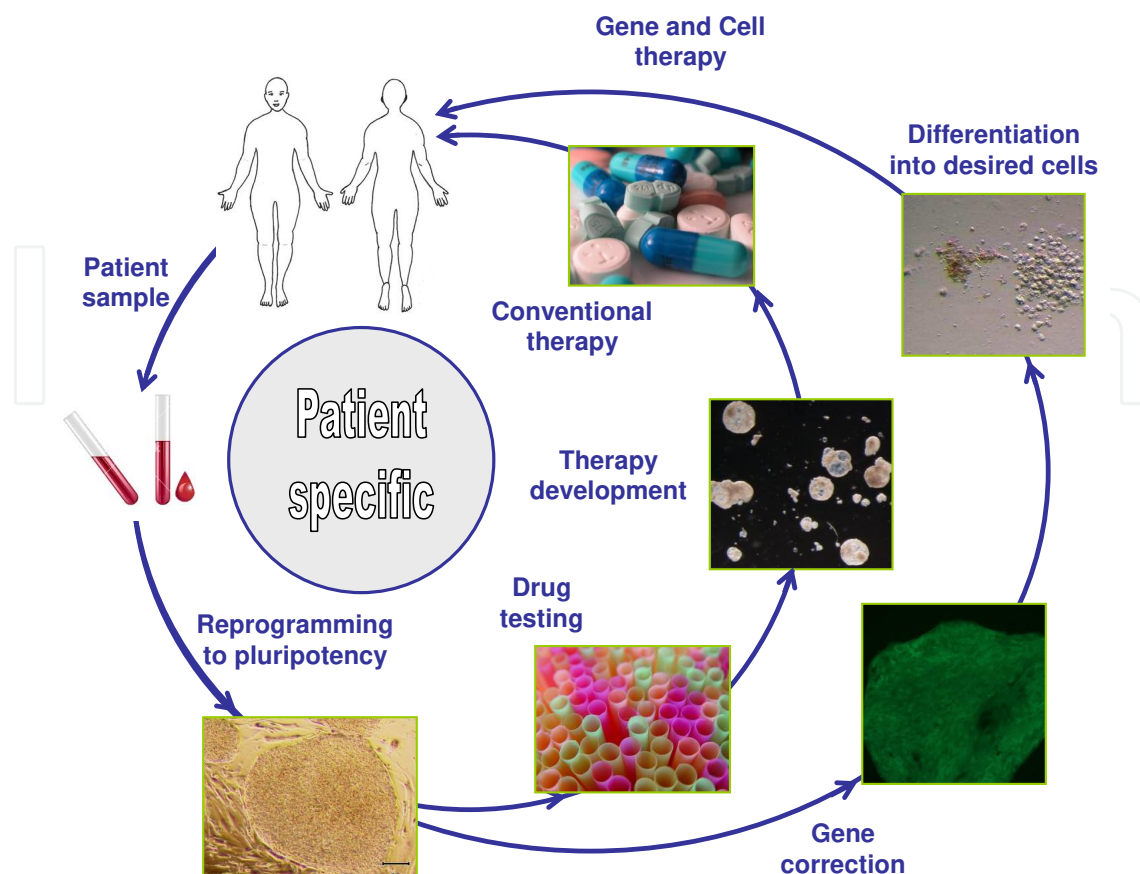 Gene and Cell
therapy
Differentiation
into desired cells
Patient
sample
Conventional
therapy
Patient
specific
Therapy
development
Drug
testing
Reprogramming
to pluripotency
Gene
correction